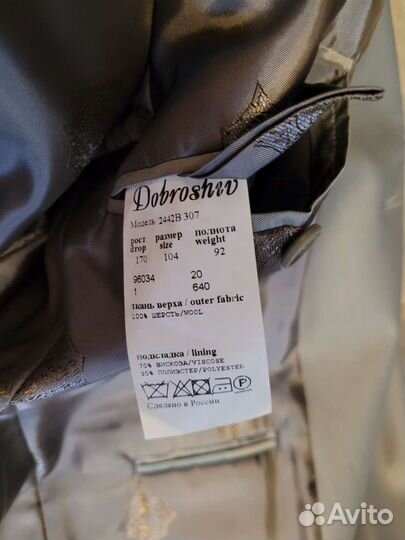 Dobroshiv
Модель 2442В 307
рост размер полнота
drop size weight
170 104 92
96034 20
1 640
ткань верха / outer fabric
100% ШЕРСТЬ/WOOL
подкладка / lining
70% ВИСКОЗА/VISCOSE
30% ПОЛИЭСТЕР/POLYESTER
P
Сделано в России
Avito